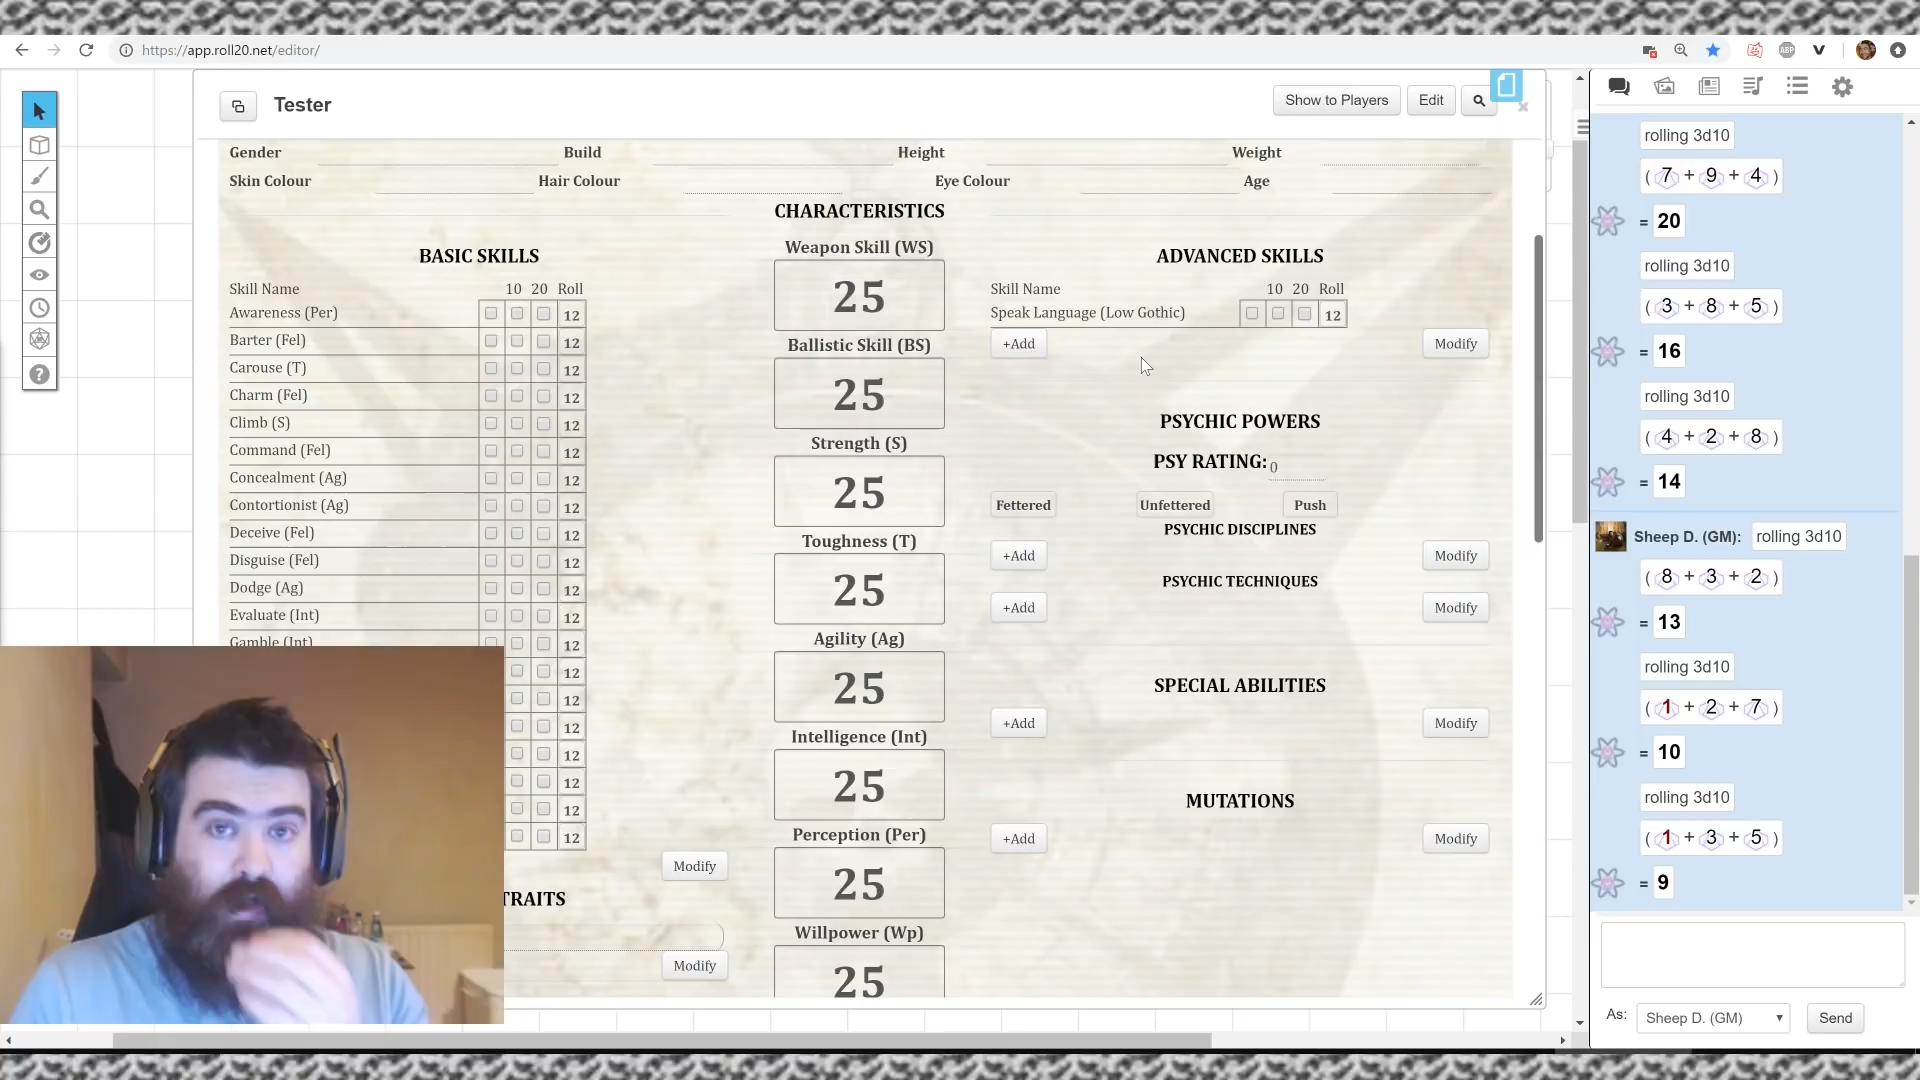 https://app.roll20.net/editor/
ABP
Tester
Show to Players
Edit
Gender
Build
Height
Weight
Skin Colour
Hair Colour
Eye Colour
Age
CHARACTERISTICS
BASIC SKILLS
Skill Name 10 20 Roll
Awareness (Per) 12
Barter (Fel) 12
Carouse (T) 12
Charm (Fel) 12
Climb (S) 12
Command (Fel) 12
Concealment (Ag) 12
Contortionist (Ag) 12
Deceive (Fel) 12
Disguise (Fel) 12
Dodge (Ag) 12
Evaluate (Int) 12
Gamble (Int) 12
12
12
12
12
12
12
12
Modify
TRAITS
Modify
Weapon Skill (WS)
25
Ballistic Skill (BS)
25
Strength (S)
25
Toughness (T)
25
Agility (Ag)
25
Intelligence (Int)
25
Perception (Per)
25
Willpower (Wp)
25
ADVANCED SKILLS
Skill Name 10 20 Roll
Speak Language (Low Gothic) 12
+Add Modify
PSYCHIC POWERS
PSY RATING: 0
Fettered Unfettered Push
PSYCHIC DISCIPLINES
+Add Modify
PSYCHIC TECHNIQUES
+Add Modify
SPECIAL ABILITIES
+Add Modify
MUTATIONS
+Add Modify
rolling 3d10
( 7 + 9 + 4 )
= 20
rolling 3d10
( 3 + 8 + 5 )
= 16
rolling 3d10
( 4 + 2 + 8 )
= 14
Sheep D. (GM): rolling 3d10
( 8 + 3 + 2 )
= 13
rolling 3d10
( 1 + 2 + 7 )
= 10
rolling 3d10
( 1 + 3 + 5 )
= 9
As: Sheep D. (GM) Send